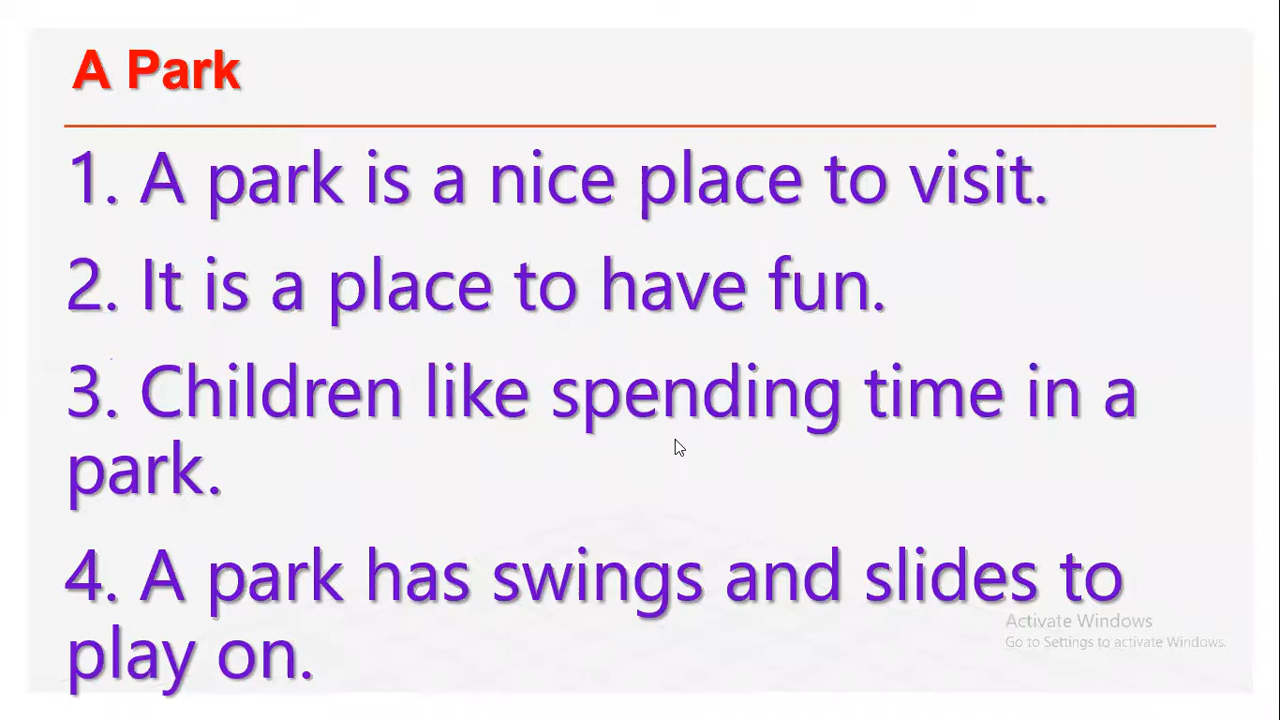 A Park
1. A park is a nice place to visit.
2. It is a place to have fun.
3. Children like spending time in a
park.
4. A park has swings and slides to
play on.
Activate Windows
Go to Settings to activate Windows.